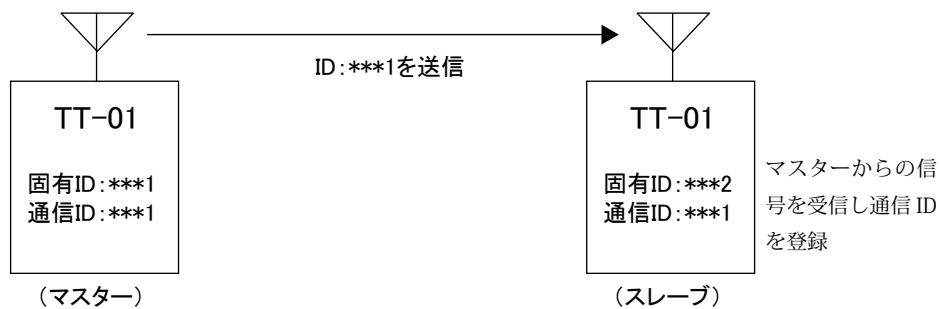 ID：***1を送信
TT-01
固有ID：***1
通信ID：***1
（マスター）
TT-01
固有ID：***2
通信ID：***1
（スレーブ）
マスターからの信
号を受信し通信 ID
を登録